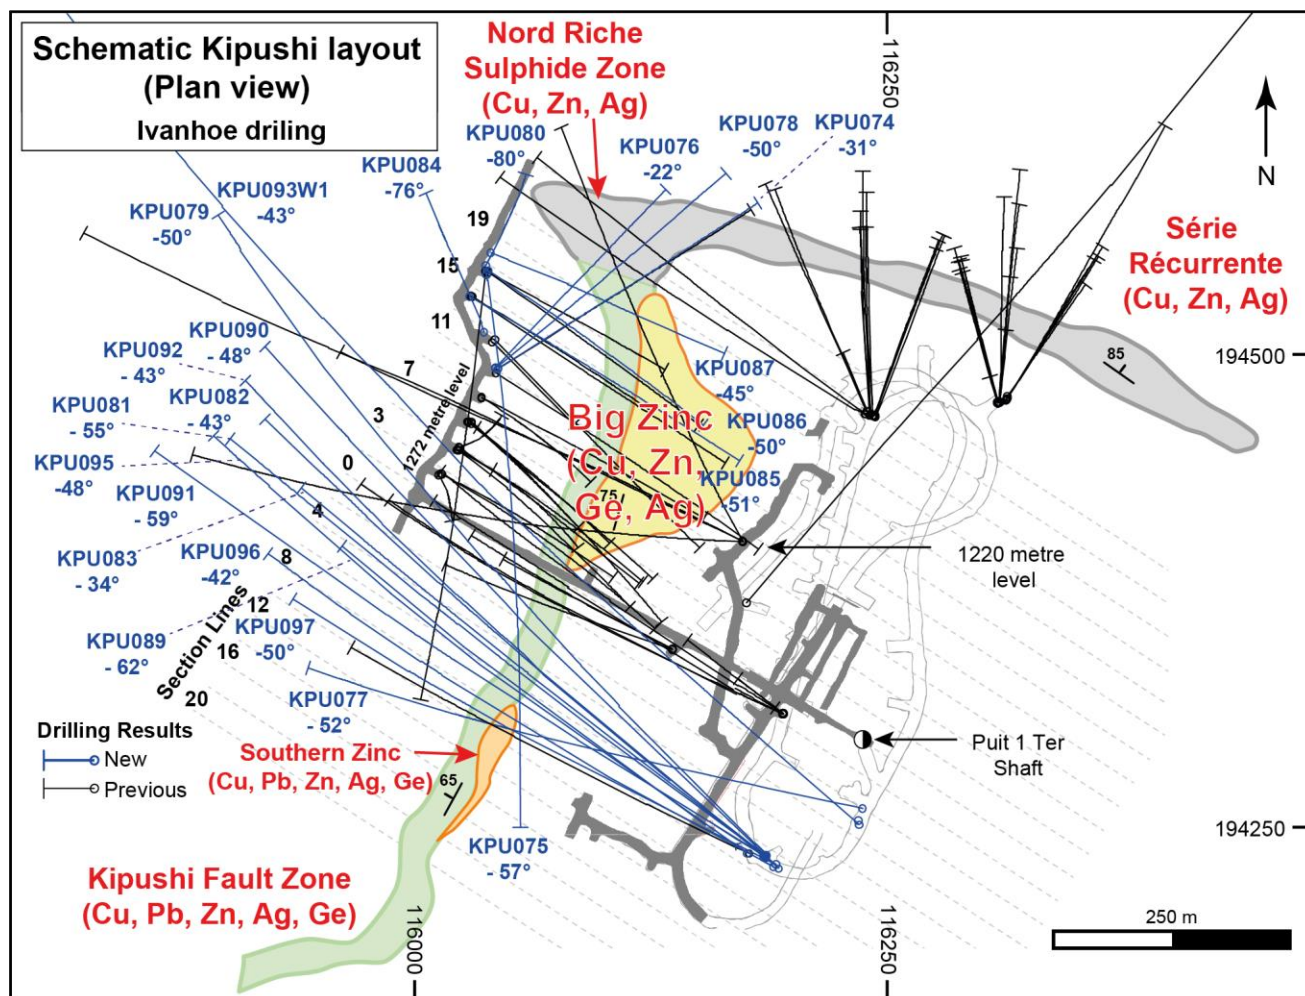 Schematic Kipushi layout
(Plan view)
Ivanhoe driling
Nord Riche
Sulphide Zone
(Cu, Zn, Ag)
116250
N
KPU080
-80°
KPU084
-76°
KPU076
-22°
KPU078
-50°
KPU074
-31°
KPU093W1
-43°
KPU079
-50°
19
15
11
7
3
0
4
8
12
16
20
Section Lines
1272 metre level
Série
Récurrente
(Cu, Zn, Ag)
85
194500
KPU090
- 48°
KPU092
- 43°
KPU082
- 43°
KPU081
- 55°
KPU095
-48°
KPU091
- 59°
KPU083
- 34°
KPU096
-42°
KPU089
- 62°
KPU097
-50°
KPU077
- 52°
KPU087
-45°
KPU086
-50°
KPU085
-51°
Big Zinc
(Cu, Zn,
Ge, Ag)
75
1220 metre
level
Puit 1 Ter
Shaft
Drilling Results
New
Previous
Southern Zinc
(Cu, Pb, Zn, Ag, Ge)
65
KPU075
- 57°
194250
Kipushi Fault Zone
(Cu, Pb, Zn, Ag, Ge)
116000
116250
250 m